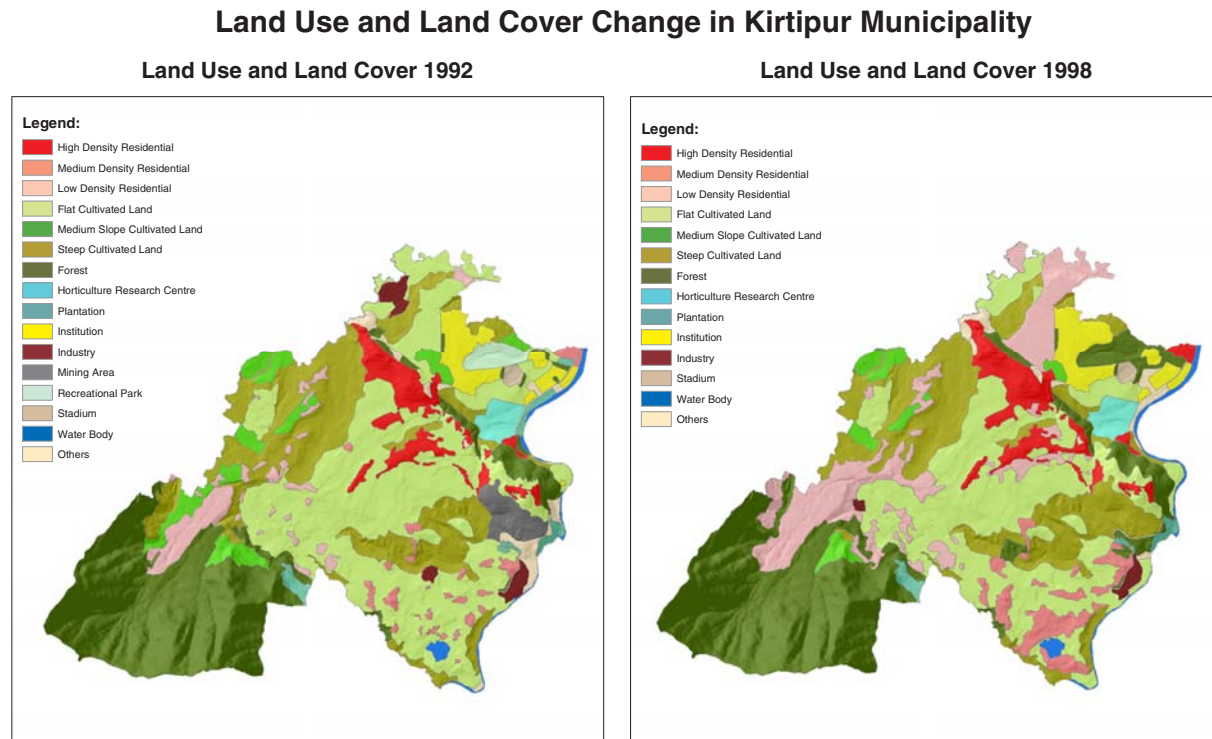 Land Use and Land Cover Change in Kirtipur Municipality
Land Use and Land Cover 1992
Legend:
High Density Residential
Medium Density Residential
Low Density Residential
Flat Cultivated Land
Medium Slope Cultivated Land
Steep Cultivated Land
Forest
Horticulture Research Centre
Plantation
Institution
Industry
Mining Area
Recreational Park
Stadium
Water Body
Others
Land Use and Land Cover 1998
Legend:
High Density Residential
Medium Density Residential
Low Density Residential
Flat Cultivated Land
Medium Slope Cultivated Land
Steep Cultivated Land
Forest
Horticulture Research Centre
Plantation
Institution
Industry
Stadium
Water Body
Others